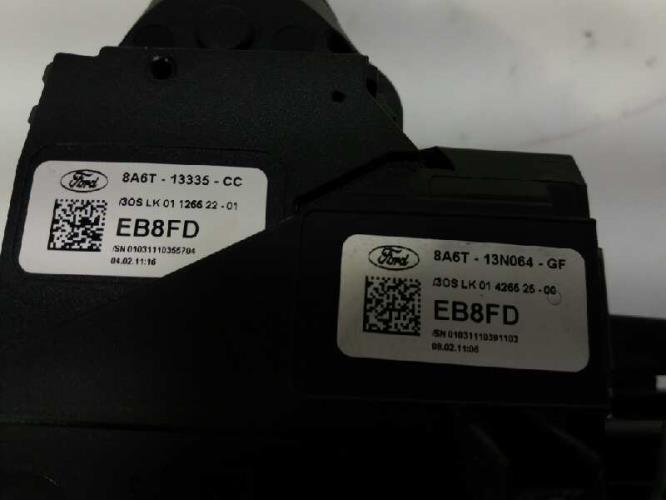 Ford
8A6T - 13335 - CC
/3OS LK 01 1266 22 - 01
EB8FD
/SN 01031110355704
04.02.11:16
Ford
8A6T - 13N064 - GF
/3OS LK 01 4266 25 - 00
EB8FD
/SN 01031110391103
08.02.11:06